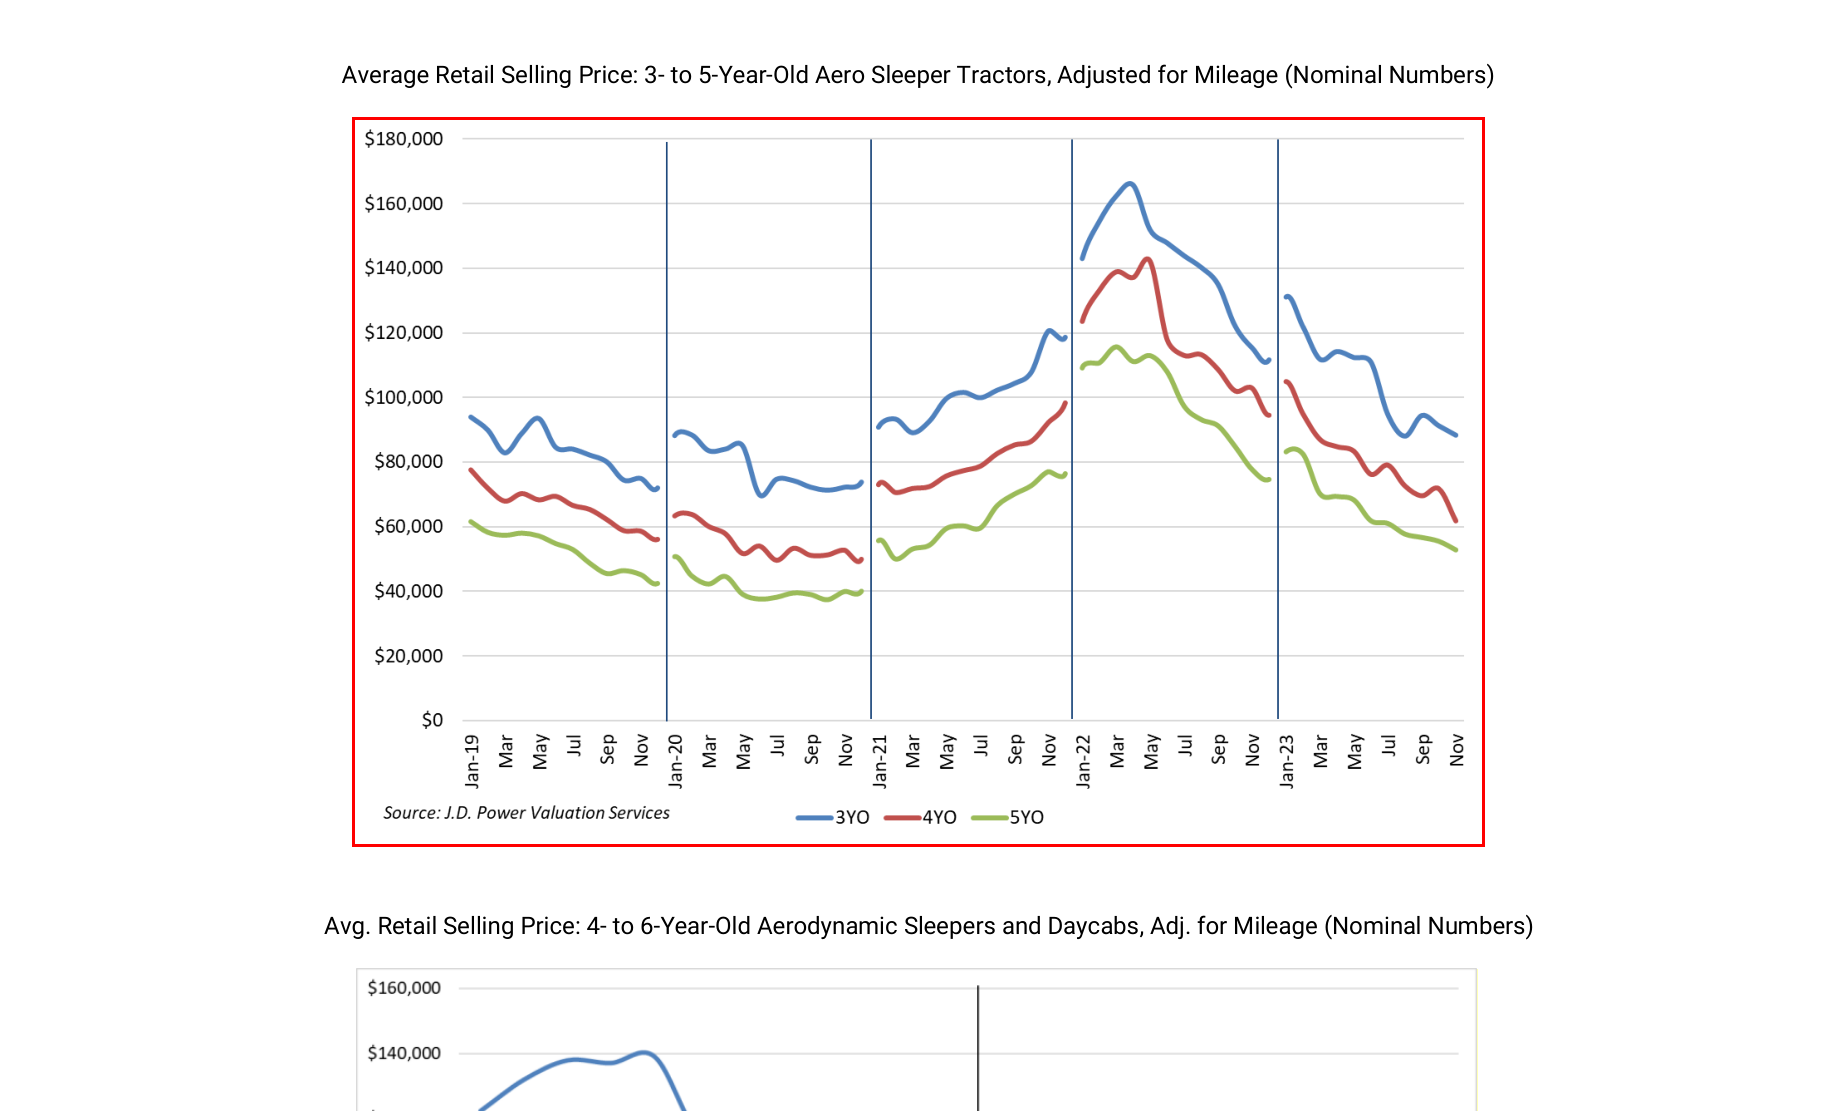 Average Retail Selling Price: 3- to 5-Year-Old Aero Sleeper Tractors, Adjusted for Mileage (Nominal Numbers)
$180,000
$160,000
$140,000
$120,000
$100,000
$80,000
$60,000
$40,000
$20,000
$0
Jan-19 Mar May Jul Sep Nov Jan-20 Mar May Jul Sep Nov Jan-21 Mar May Jul Sep Nov Jan-22 Mar May Jul Sep Nov Jan-23 Mar May Jul Sep Nov
Source: J.D. Power Valuation Services
3YO 4YO 5YO
Avg. Retail Selling Price: 4- to 6-Year-Old Aerodynamic Sleepers and Daycabs, Adj. for Mileage (Nominal Numbers)
$160,000
$140,000